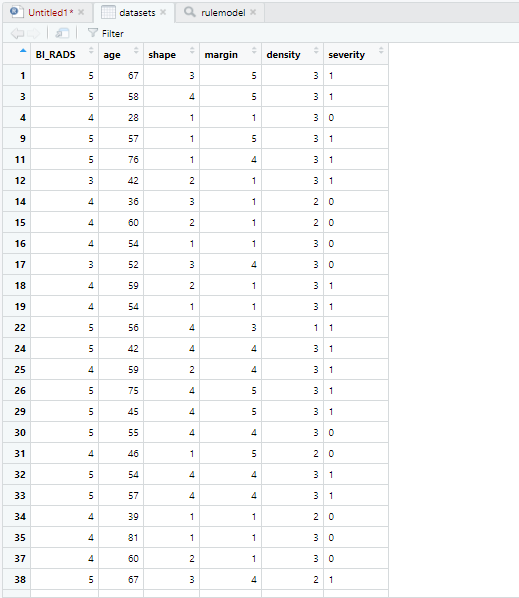 Untitled1* × datasets × rulemodel ×
Filter
BI_RADS age shape margin density severity
1 5 67 3 5 3 1
3 5 58 4 5 3 1
4 4 28 1 1 3 0
9 5 57 1 5 3 1
11 5 76 1 4 3 1
12 3 42 2 1 3 1
14 4 36 3 1 2 0
15 4 60 2 1 2 0
16 4 54 1 1 3 0
17 3 52 3 4 3 0
18 4 59 2 1 3 1
19 4 54 1 1 3 1
22 5 56 4 3 1 1
24 5 42 4 4 3 1
25 4 59 2 4 3 1
26 5 75 4 5 3 1
29 5 45 4 5 3 1
30 5 55 4 4 3 0
31 4 46 1 5 2 0
32 5 54 4 4 3 1
33 5 57 4 4 3 1
34 4 39 1 1 2 0
35 4 81 1 1 3 0
37 4 60 2 1 3 0
38 5 67 3 4 2 1